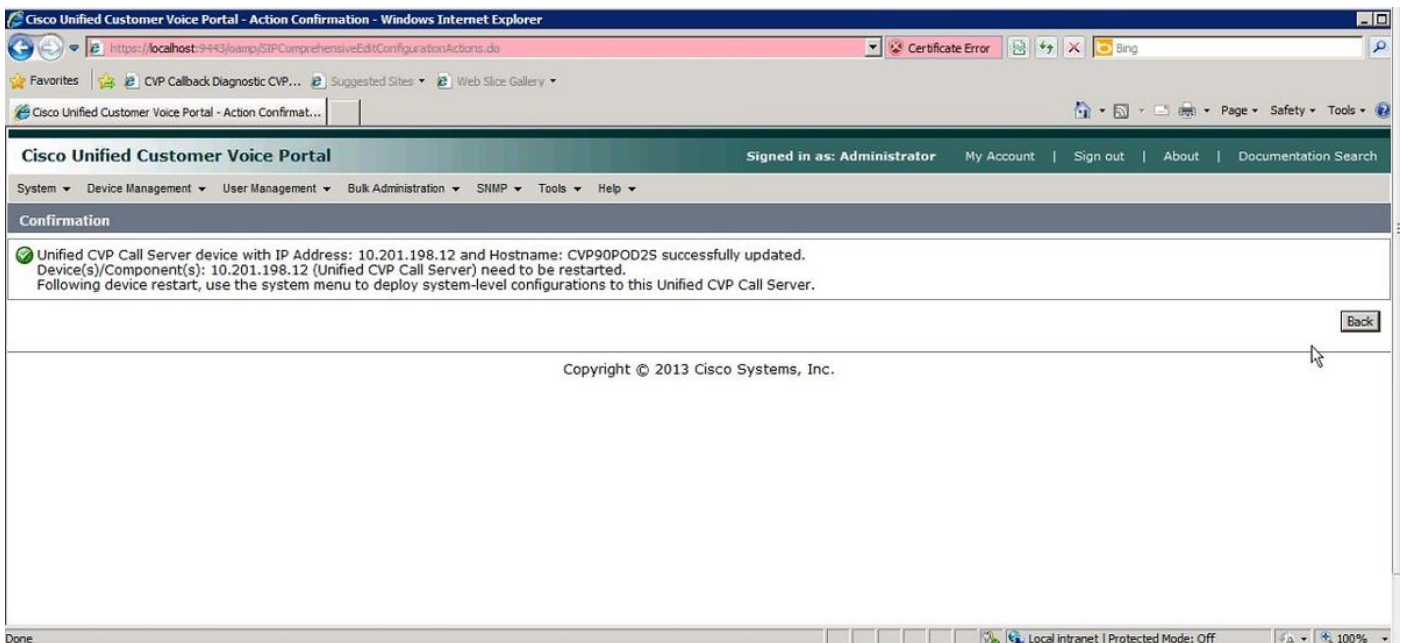 Cisco Unified Customer Voice Portal - Action Confirmation - Windows Internet Explorer
https://localhost:9443/oamp/SIPComprehensiveEditConfigurationActions.do
Certificate Error
Bing
Favorites
CVP Callback Diagnostic CVP...
Suggested Sites
Web Slice Gallery
Cisco Unified Customer Voice Portal - Action Confirmat...
Page Safety Tools
Cisco Unified Customer Voice Portal
Signed in as: Administrator My Account | Sign out | About | Documentation Search
System Device Management User Management Bulk Administration SNMP Tools Help
Confirmation
Unified CVP Call Server device with IP Address: 10.201.198.12 and Hostname: CVP90POD2S successfully updated.
Device(s)/Component(s): 10.201.198.12 (Unified CVP Call Server) need to be restarted.
Following device restart, use the system menu to deploy system-level configurations to this Unified CVP Call Server.
Back
Copyright © 2013 Cisco Systems, Inc.
Done
Local intranet | Protected Mode: Off
100%